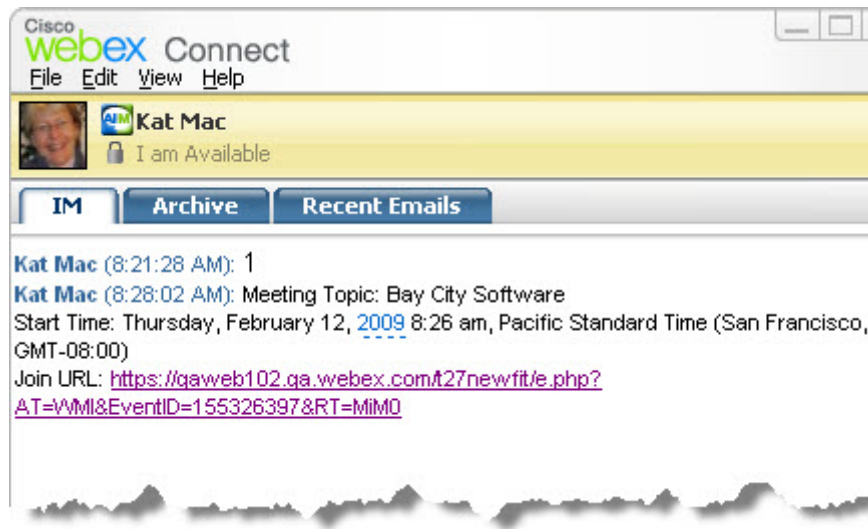 Cisco
webex Connect
File Edit View Help
AIM Kat Mac
I am Available
IM Archive Recent Emails
Kat Mac (8:21:28 AM): 1
Kat Mac (8:28:02 AM): Meeting Topic: Bay City Software
Start Time: Thursday, February 12, 2009 8:26 am, Pacific Standard Time (San Francisco,
GMT-08:00)
Join URL: https://qaweb102.qa.webex.com/t27newfit/e.php?
AT=WMI&EventID=155326397&RT=MiM0